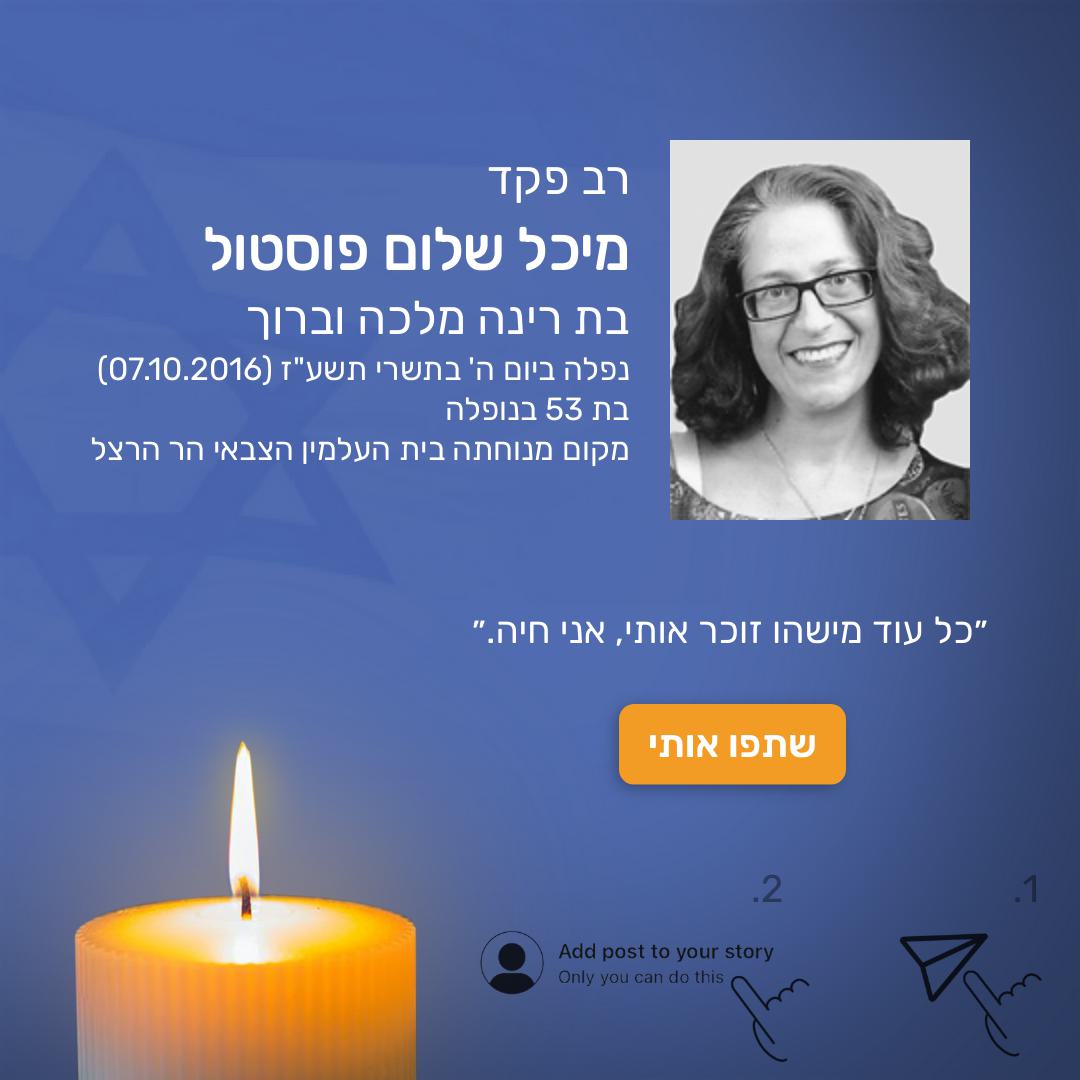 רב פקד
מיכל שלום פוסטול
בת רינה מלכה וברוך
נפלה ביום ה' בתשרי תשע"ז (07.10.2016)
בת 53 בנופלה
מקום מנוחתה בית העלמין הצבאי הר הרצל
״כל עוד מישהו זוכר אותי, אני חיה.״
שתפו אותי
1.
2.
Add post to your story
Only you can do this